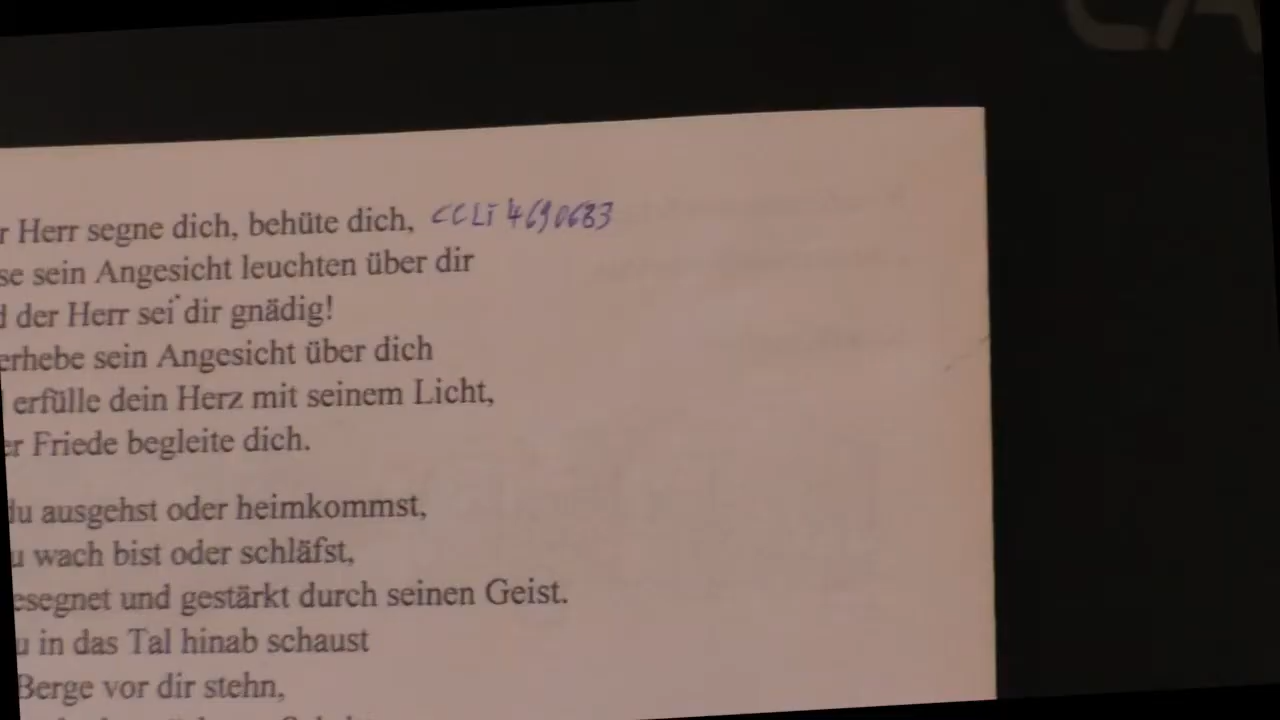 CA
Herr segne dich, behüte dich, CCLI 4690683
sein Angesicht leuchten über dir
der Herr sei dir gnädig!
erhebe sein Angesicht über dich
erfülle dein Herz mit seinem Licht,
Friede begleite dich.
du ausgehst oder heimkommst,
wach bist oder schläfst,
esegnet und gestärkt durch seinen Geist.
in das Tal hinab schaust
Berge vor dir stehn,